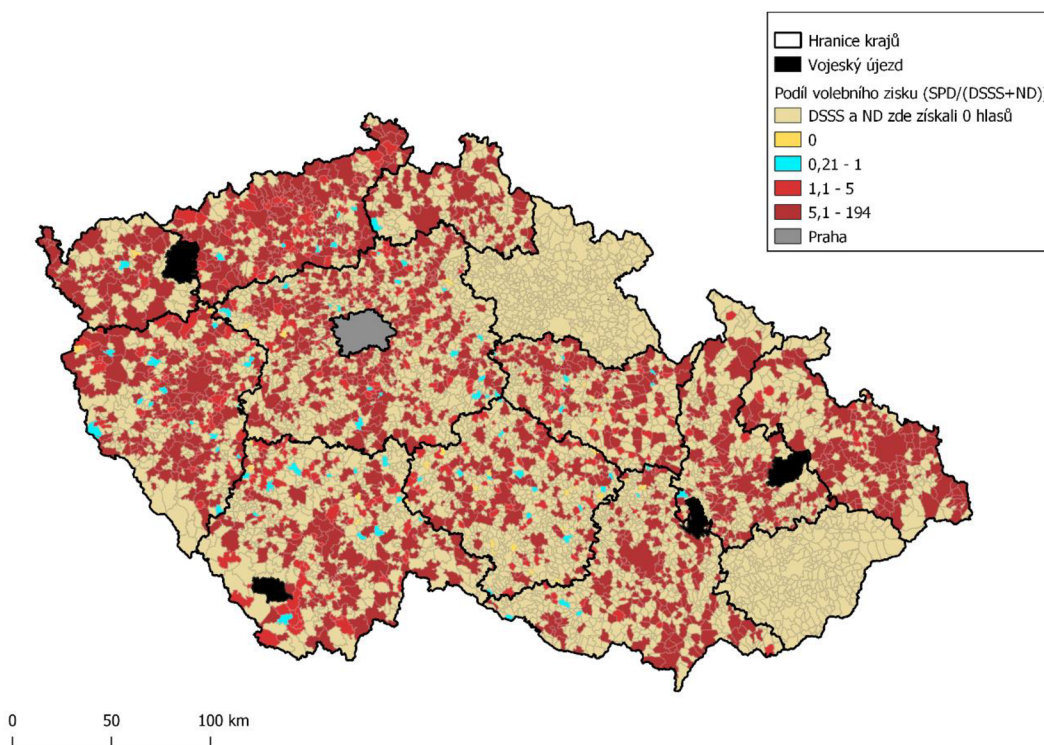 Hranice krajů
Vojeský újezd
Podíl volebního zisku (SPD/(DSSS+ND))
DSSS a ND zde získali 0 hlasů
0
0,21 - 1
1,1 - 5
5,1 - 194
Praha
0 50 100 km